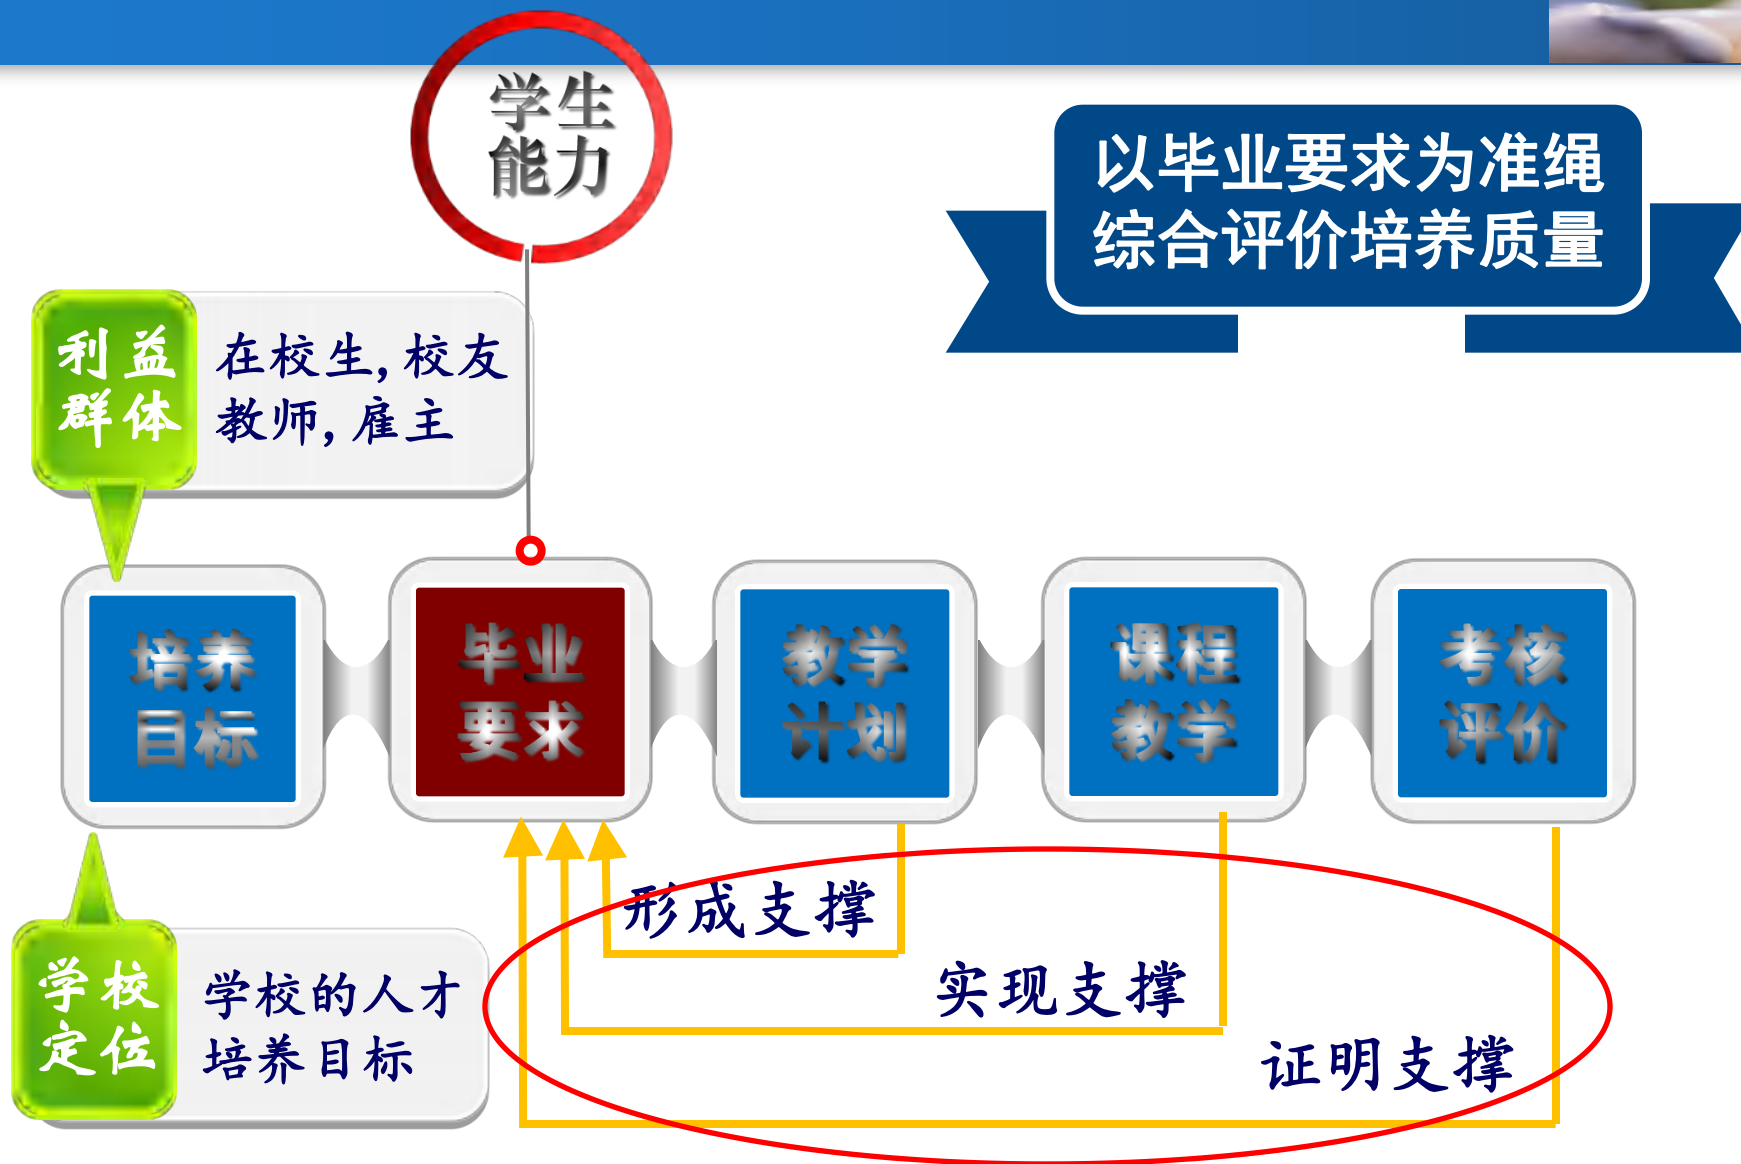 学生
能力
以毕业要求为准绳
综合评价培养质量
利益
群体
在校生,校友
教师,雇主
培养
目标
毕业
要求
教学
计划
课程
教学
考核
评价
形成支撑
实现支撑
证明支撑
学校
定位
学校的人才
培养目标